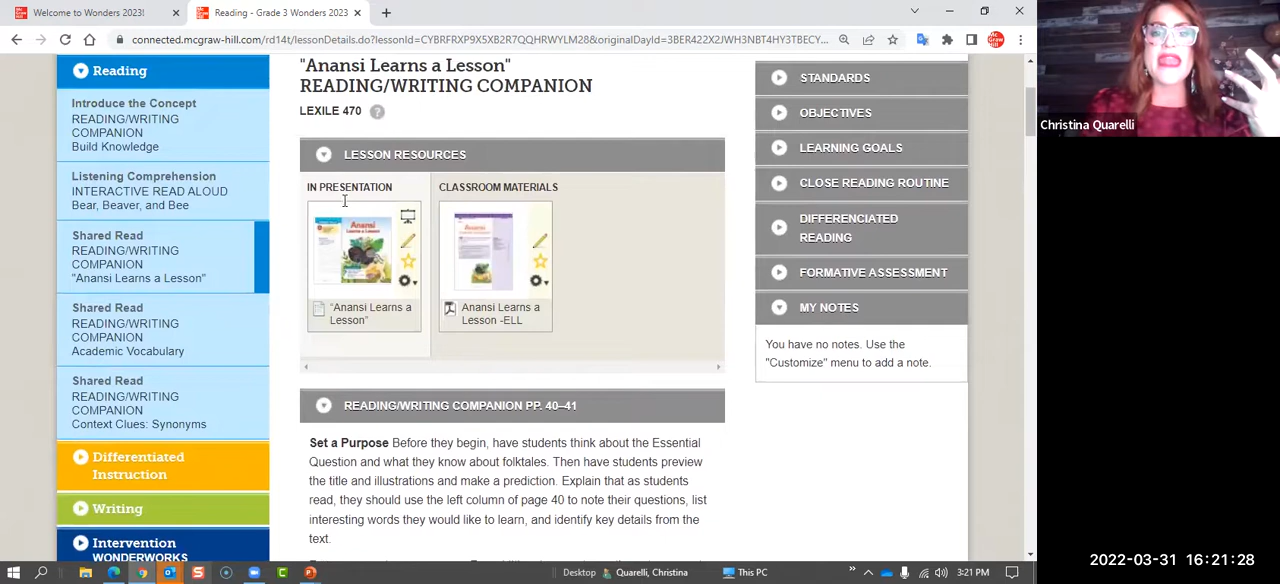 Welcome to Wonders 2023!
Reading - Grade 3 Wonders 2023
connected.mcgraw-hill.com/rd14t/lessonDetails.do?lessonId=CYBRFRXP9X5XB2R7QQHRWYLM28&originalDayId=3BER422X2JWH3NBT4HY3TBECY...
Reading
Introduce the Concept
READING/WRITING
COMPANION
Build Knowledge
Listening Comprehension
INTERACTIVE READ ALOUD
Bear, Beaver, and Bee
Shared Read
READING/WRITING
COMPANION
"Anansi Learns a Lesson"
Shared Read
READING/WRITING
COMPANION
Academic Vocabulary
Shared Read
READING/WRITING
COMPANION
Context Clues: Synonyms
Differentiated
Instruction
Writing
Intervention
WONDERWORKS
"Anansi Learns a Lesson"
READING/WRITING COMPANION
LEXILE 470
LESSON RESOURCES
IN PRESENTATION
CLASSROOM MATERIALS
Anansi
Learns a Lesson
"Anansi Learns a
Lesson"
Anansi Learns a
Lesson -ELL
READING/WRITING COMPANION PP. 40–41
Set a Purpose Before they begin, have students think about the Essential
Question and what they know about folktales. Then have students preview
the title and illustrations and make a prediction. Explain that as students
read, they should use the left column of page 40 to note their questions, list
interesting words they would like to learn, and identify key details from the
text.
STANDARDS
OBJECTIVES
LEARNING GOALS
CLOSE READING ROUTINE
DIFFERENCIATED
READING
FORMATIVE ASSESSMENT
MY NOTES
You have no notes. Use the
"Customize" menu to add a note.
Christina Quarelli
Desktop
Quarelli, Christina
This PC
3:21 PM
2022-03-31 16:21:28